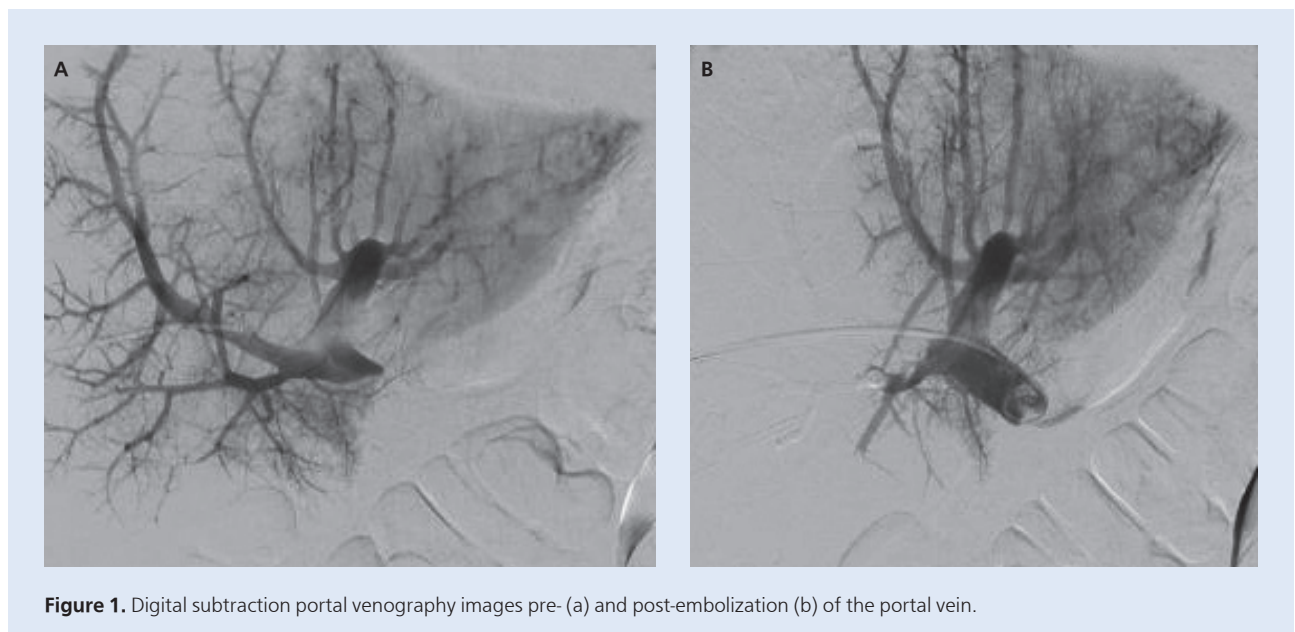 A
B
Figure 1. Digital subtraction portal venography images pre- (a) and post-embolization (b) of the portal vein.